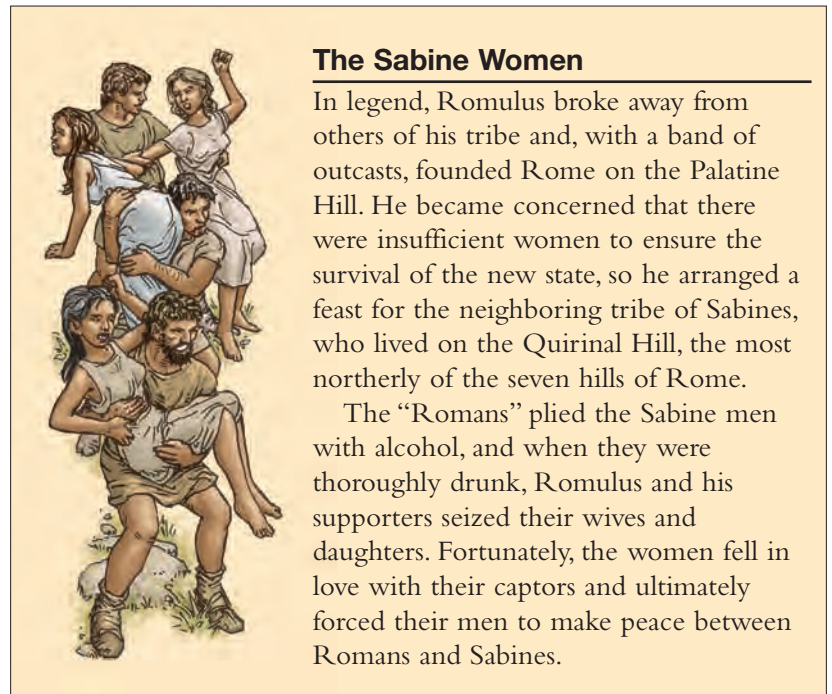 The Sabine Women
In legend, Romulus broke away from
others of his tribe and, with a band of
outcasts, founded Rome on the Palatine
Hill. He became concerned that there
were insufficient women to ensure the
survival of the new state, so he arranged a
feast for the neighboring tribe of Sabines,
who lived on the Quirinal Hill, the most
northerly of the seven hills of Rome.
The “Romans” plied the Sabine men
with alcohol, and when they were
thoroughly drunk, Romulus and his
supporters seized their wives and
daughters. Fortunately, the women fell in
love with their captors and ultimately
forced their men to make peace between
Romans and Sabines.